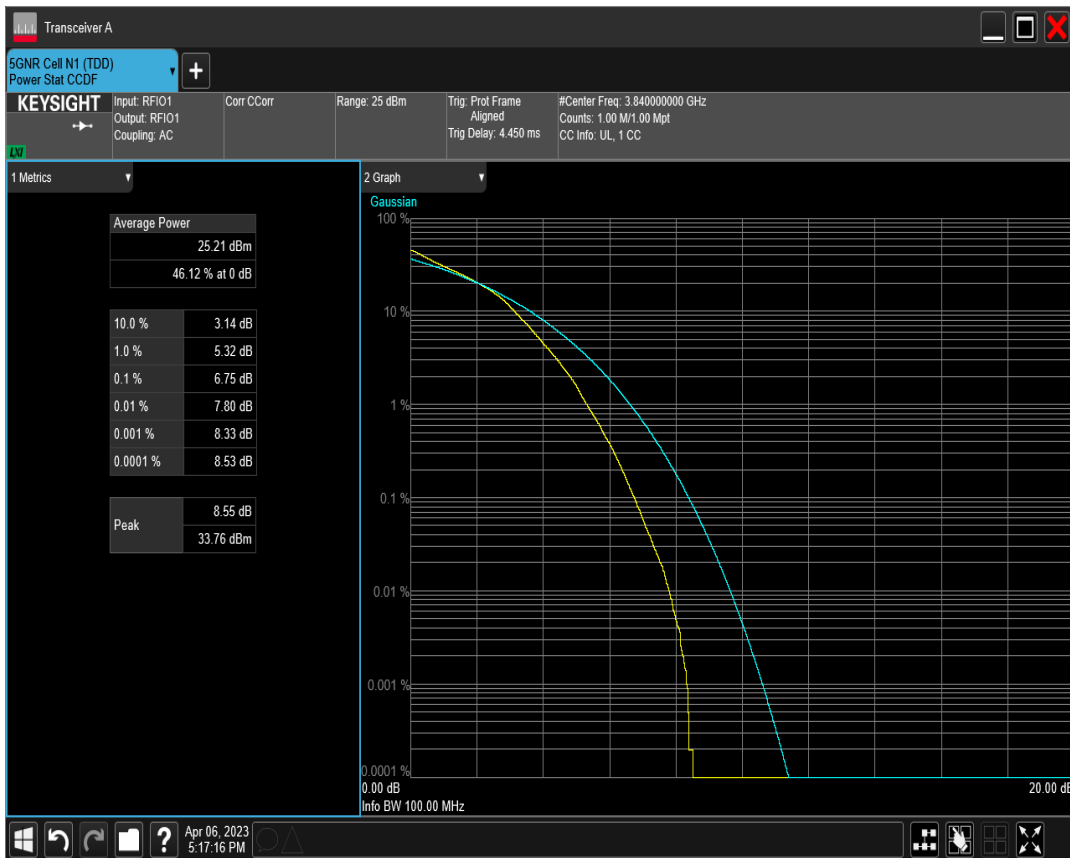 Transceiver A
5GNR Cell N1 (TDD)
Power Stat CCDF
+
KEYSIGHT
LXI
Input: RFIO1
Output: RFIO1
Coupling: AC
Corr CCorr
Range: 25 dBm
Trig: Prot Frame
Aligned
Trig Delay: 4.450 ms
#Center Freq: 3.840000000 GHz
Counts: 1.00 M/1.00 Mpt
CC Info: UL, 1 CC
1 Metrics
Average Power
25.21 dBm
46.12 % at 0 dB
10.0 % 3.14 dB
1.0 % 5.32 dB
0.1 % 6.75 dB
0.01 % 7.80 dB
0.001 % 8.33 dB
0.0001 % 8.53 dB
Peak
8.55 dB
33.76 dBm
2 Graph
Gaussian
100 %
10 %
1 %
0.1 %
0.01 %
0.001 %
0.0001 %
0.00 dB
20.00 dB
Info BW 100.00 MHz
?
Apr 06, 2023
5:17:16 PM